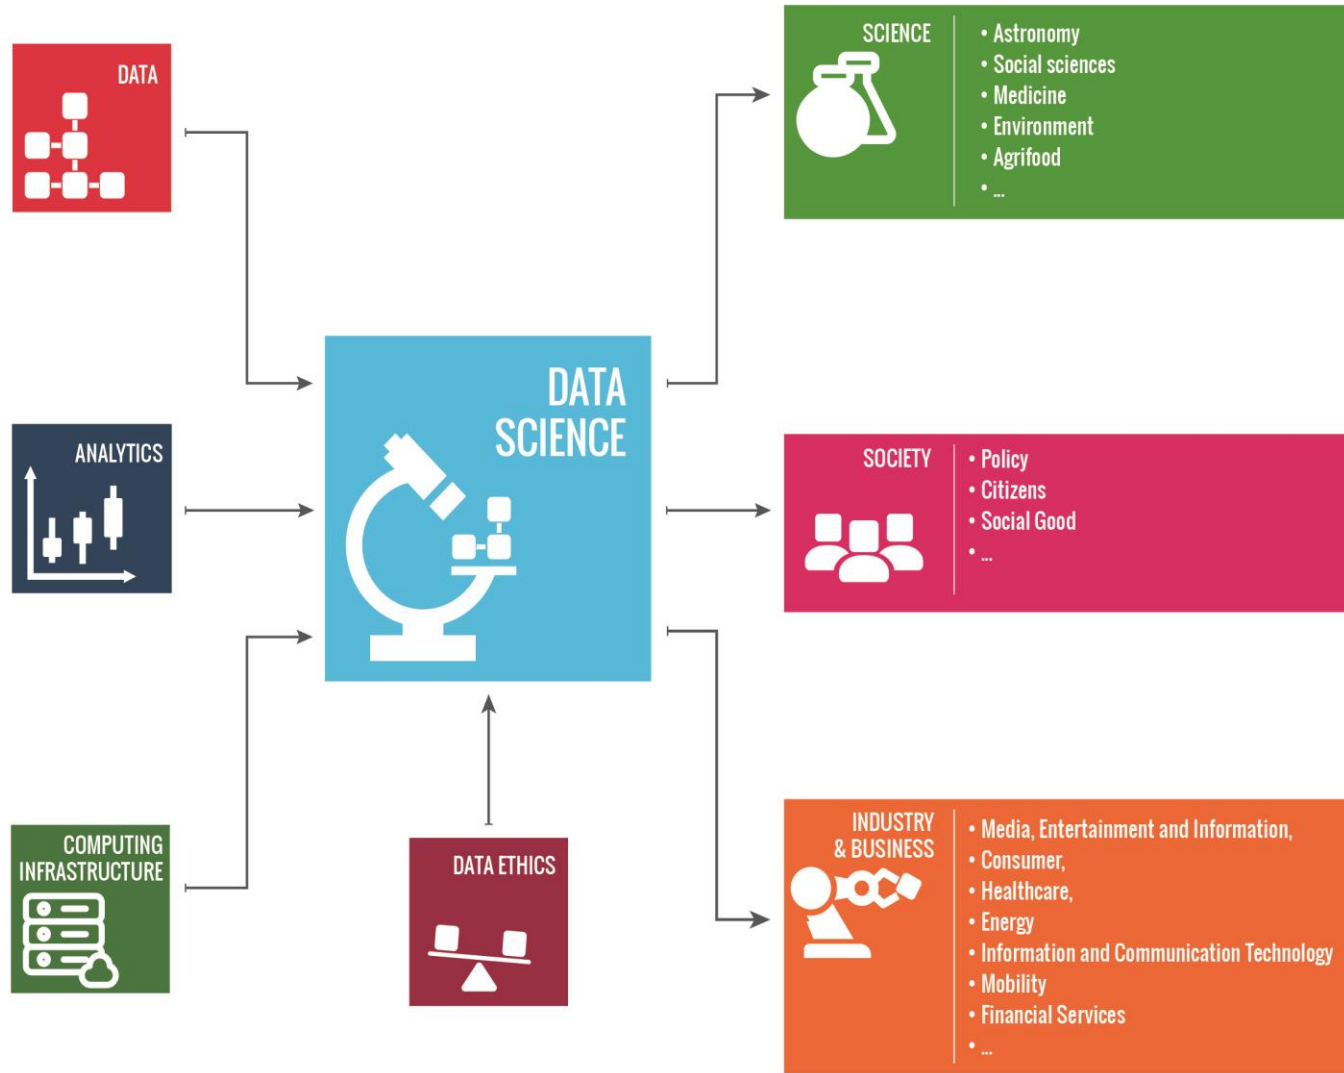 DATA
ANALYTICS
COMPUTING
INFRASTRUCTURE
DATA
SCIENCE
DATA ETHICS
SCIENCE
• Astronomy
• Social sciences
• Medicine
• Environment
• Agrifood
• ...
SOCIETY
• Policy
• Citizens
• Social Good
• ...
INDUSTRY
& BUSINESS
• Media, Entertainment and Information,
• Consumer,
• Healthcare,
• Energy
• Information and Communication Technology
• Mobility
• Financial Services
• ...